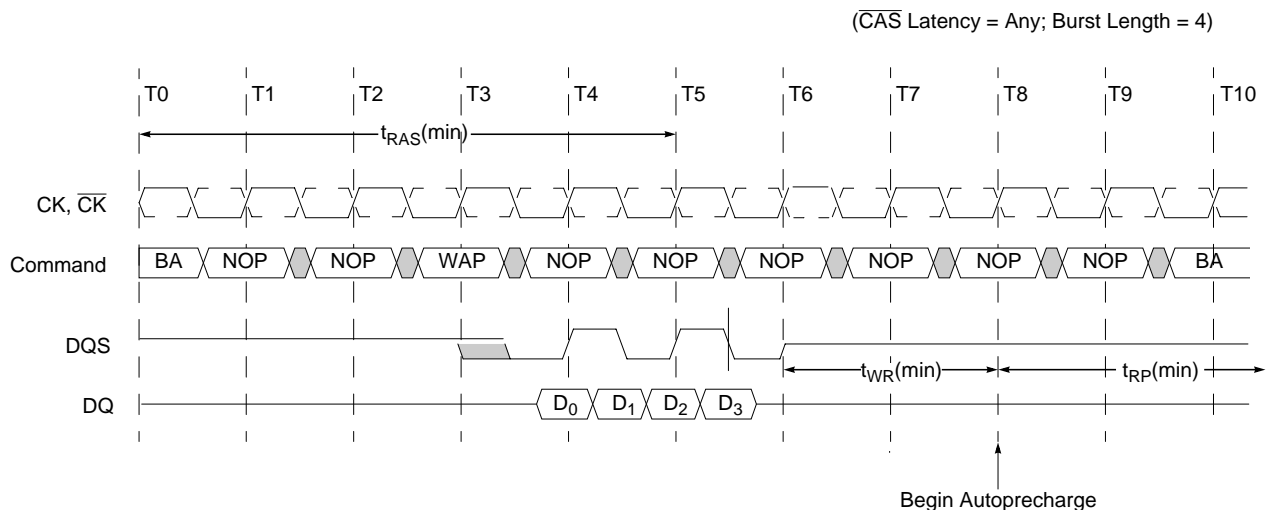 (CAS Latency = Any; Burst Length = 4)
T0 T1 T2 T3 T4 T5 T6 T7 T8 T9 T10
tRAS(min)
CK, CK
Command BA NOP NOP WAP NOP NOP NOP NOP NOP NOP BA
DQS
tWR(min) tRP(min)
DQ D0 D1 D2 D3
Begin Autoprecharge